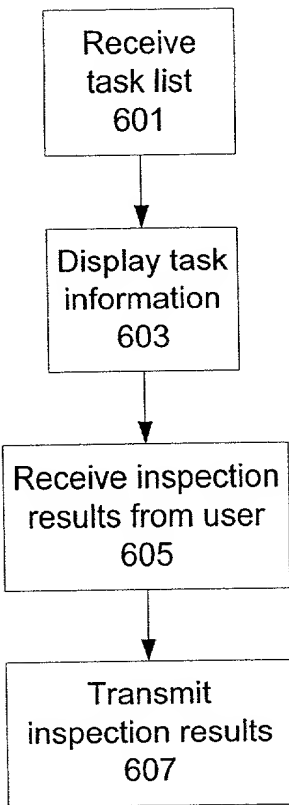 Receive
task list
601
Display task
information
603
Receive inspection
results from user
605
Transmit
inspection results
607